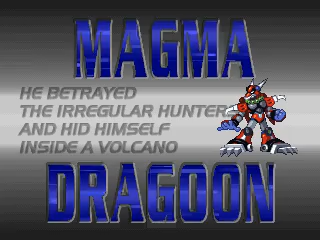 MAGMA
HE BETRAYED
THE IRREGULAR HUNTER
AND HID HIMSELF
INSIDE A VOLCANO
DRAGOON